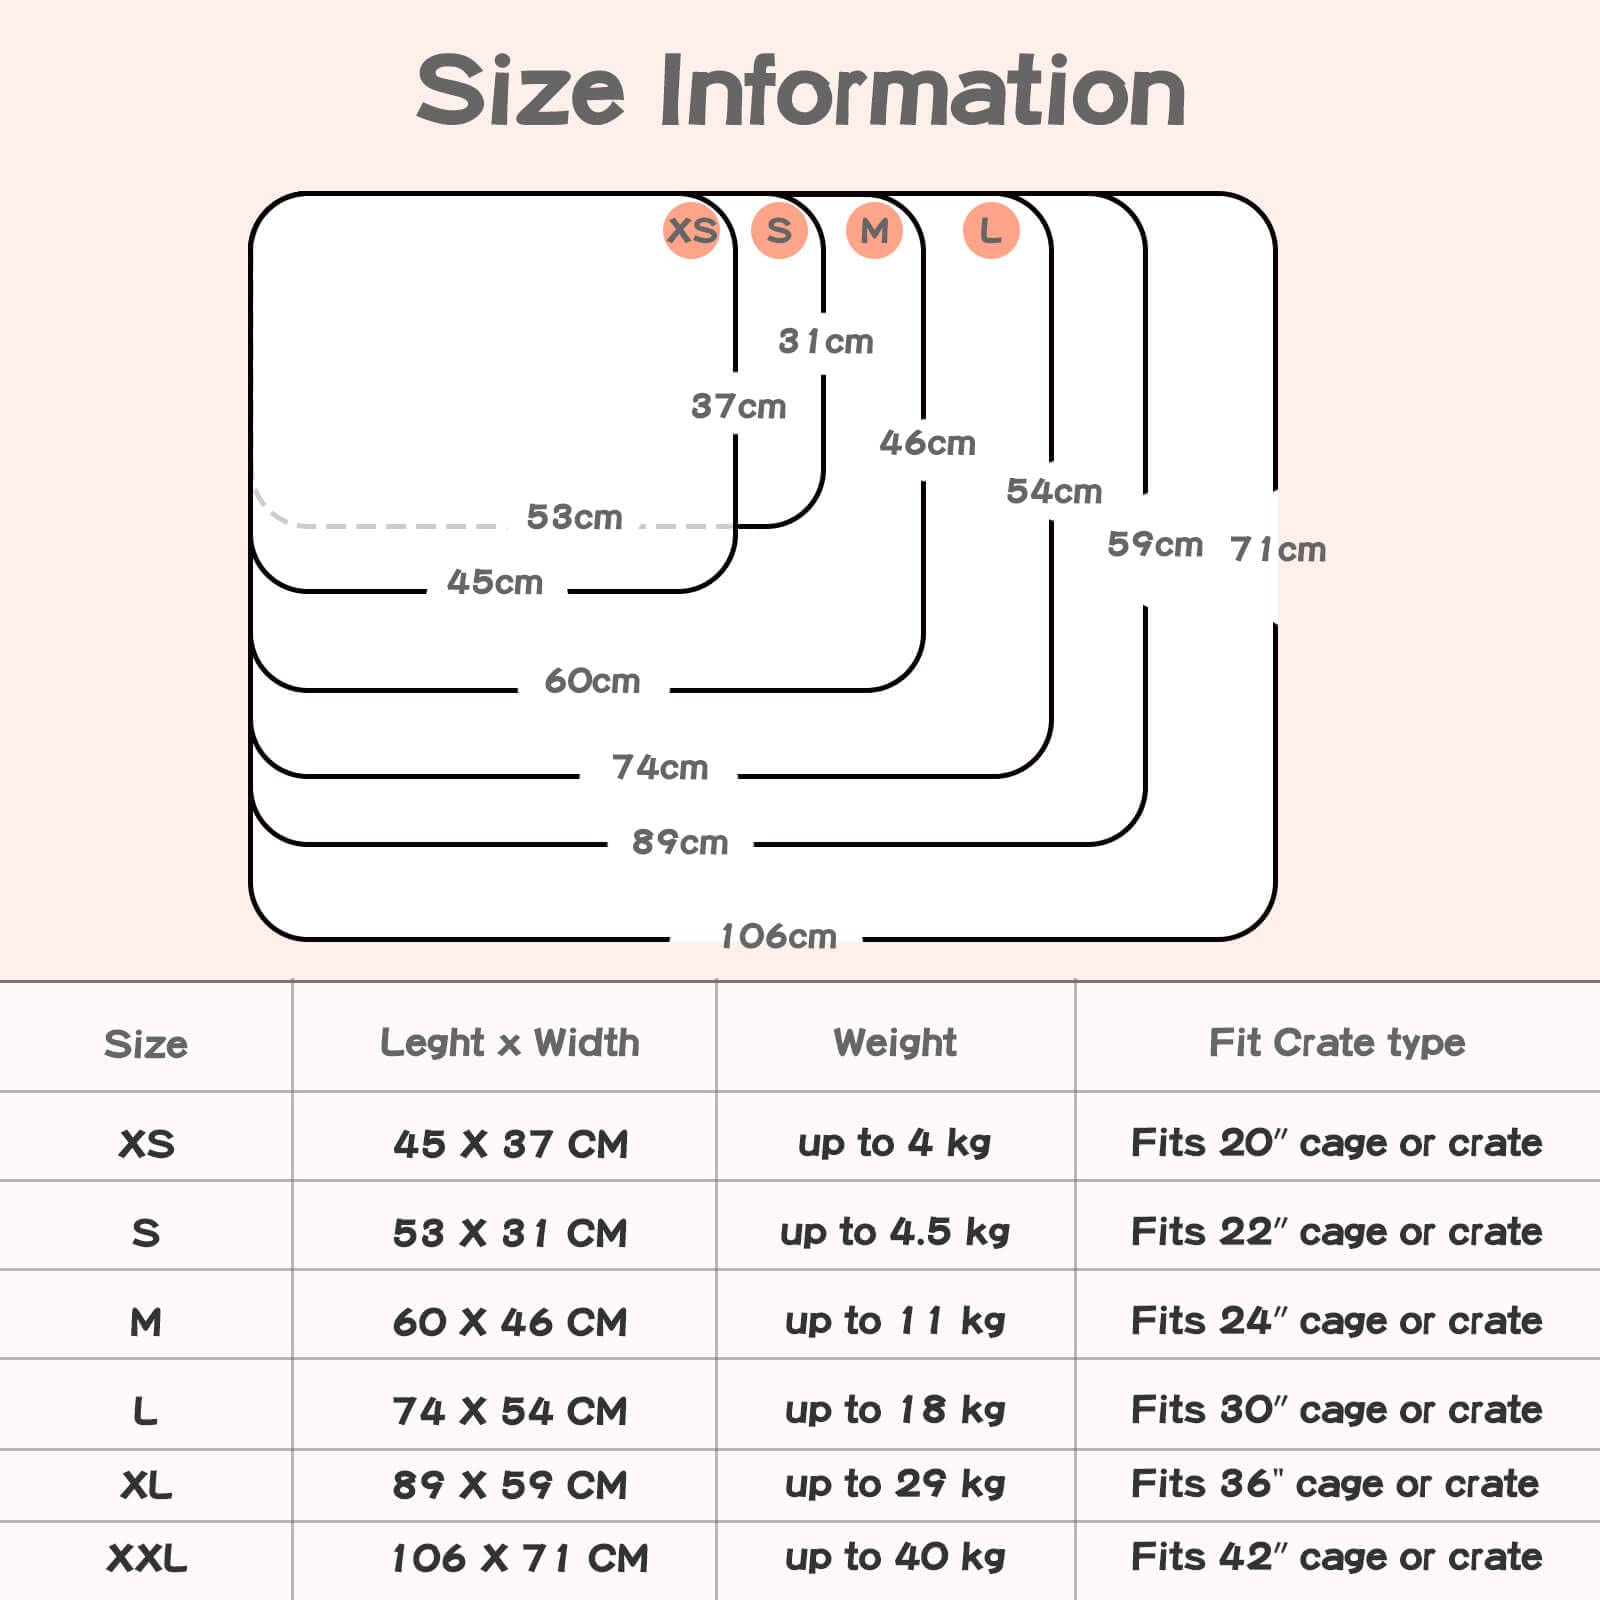 Size Information
XS S M L
31cm
37cm
46cm
54cm
53cm
59cm 71cm
45cm
60cm
74cm
89cm
106cm
Size Leght x Width Weight Fit Crate type
XS 45 X 37 CM up to 4 kg Fits 20″ cage or crate
S 53 X 31 CM up to 4.5 kg Fits 22″ cage or crate
M 60 X 46 CM up to 11 kg Fits 24″ cage or crate
L 74 X 54 CM up to 18 kg Fits 30″ cage or crate
XL 89 X 59 CM up to 29 kg Fits 36" cage or crate
XXL 106 X 71 CM up to 40 kg Fits 42″ cage or crate